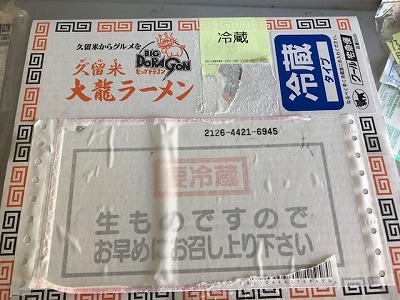 久留米からグルメを
BIG
DORAGON
ビッグドラゴン
久留米
大龍ラーメン
冷蔵
冷蔵
タイプ
クール宅急便
2126-4421-6945
要冷蔵
生ものですので
お早めにお召し上り下さい